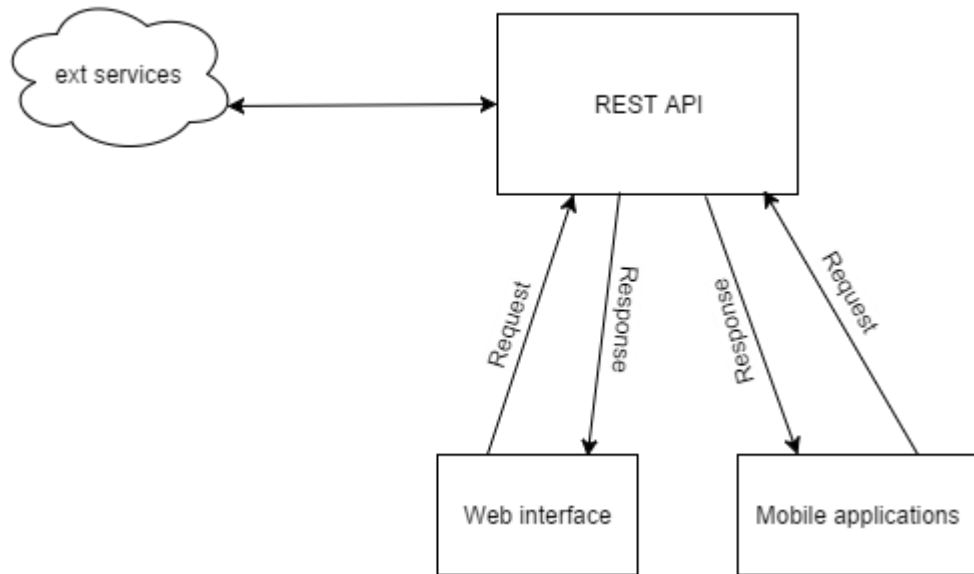 ext services
REST API
Request
Response
Response
Request
Web interface
Mobile applications